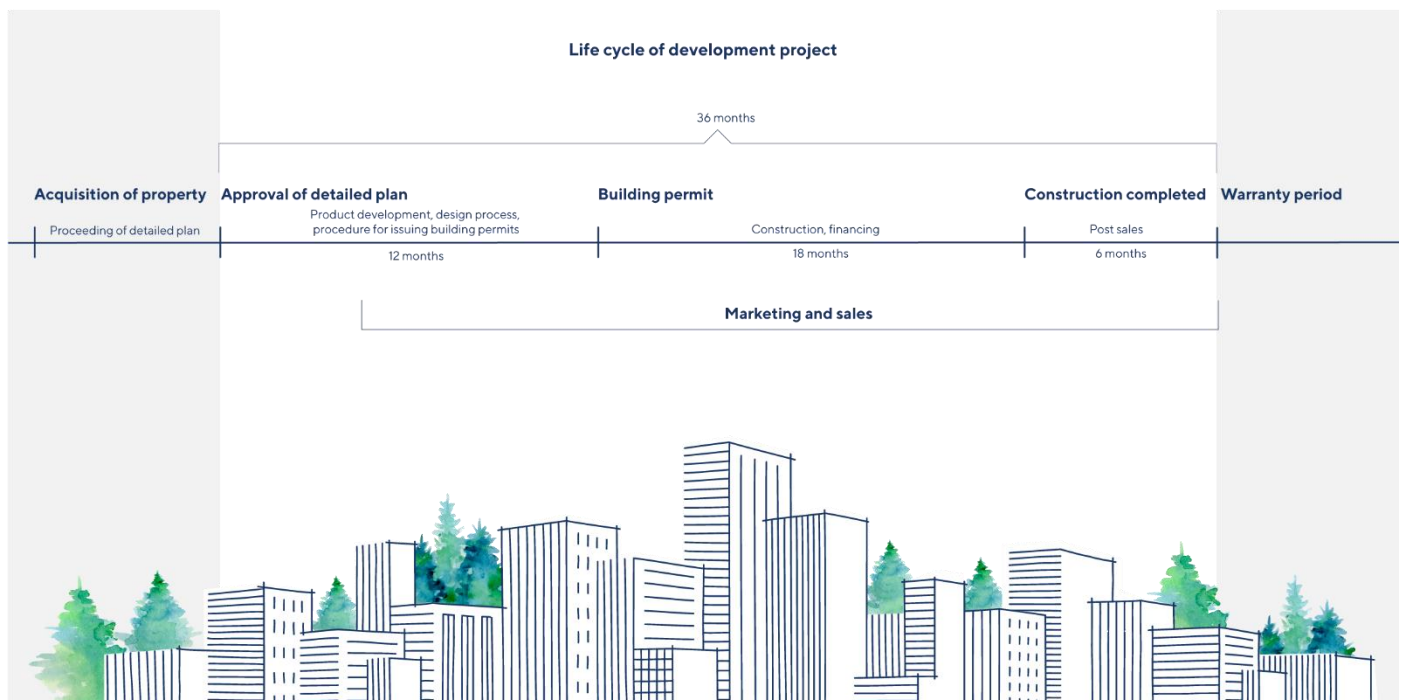 Life cycle of development project
36 months
Acquisition of property
Approval of detailed plan
Building permit
Construction completed
Warranty period
Proceeding of detailed plan
Product development, design process,
procedure for issuing building permits
Construction, financing
Post sales
12 months
18 months
6 months
Marketing and sales